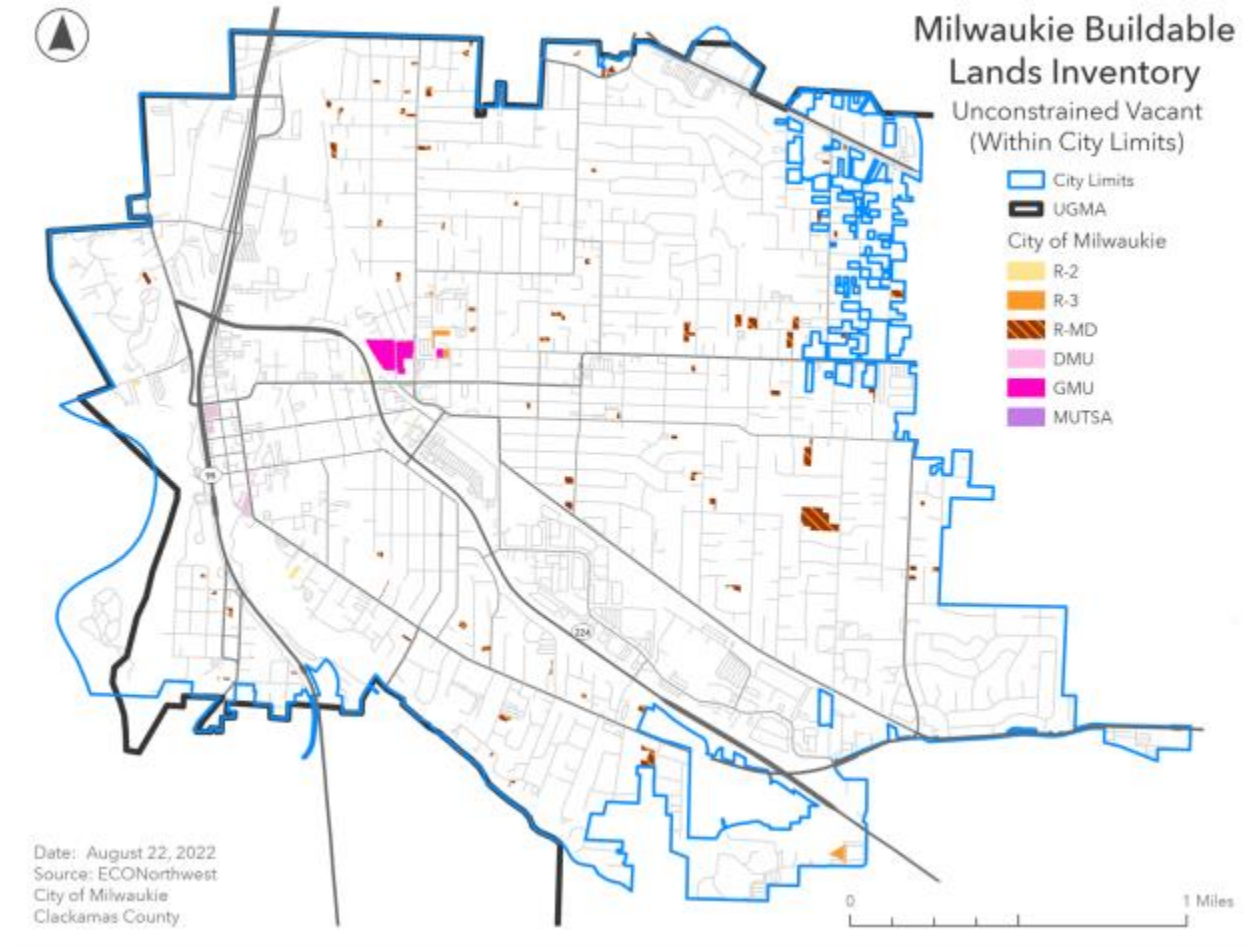 Milwaukie Buildable
Lands Inventory
Unconstrained Vacant
(Within City Limits)
City Limits
UGMA
City of Milwaukie
R-2
R-3
R-MD
DMU
GMU
MUTSA
99
224
Date: August 22, 2022
Source: ECONorthwest
City of Milwaukie
Clackamas County
0 1 Miles